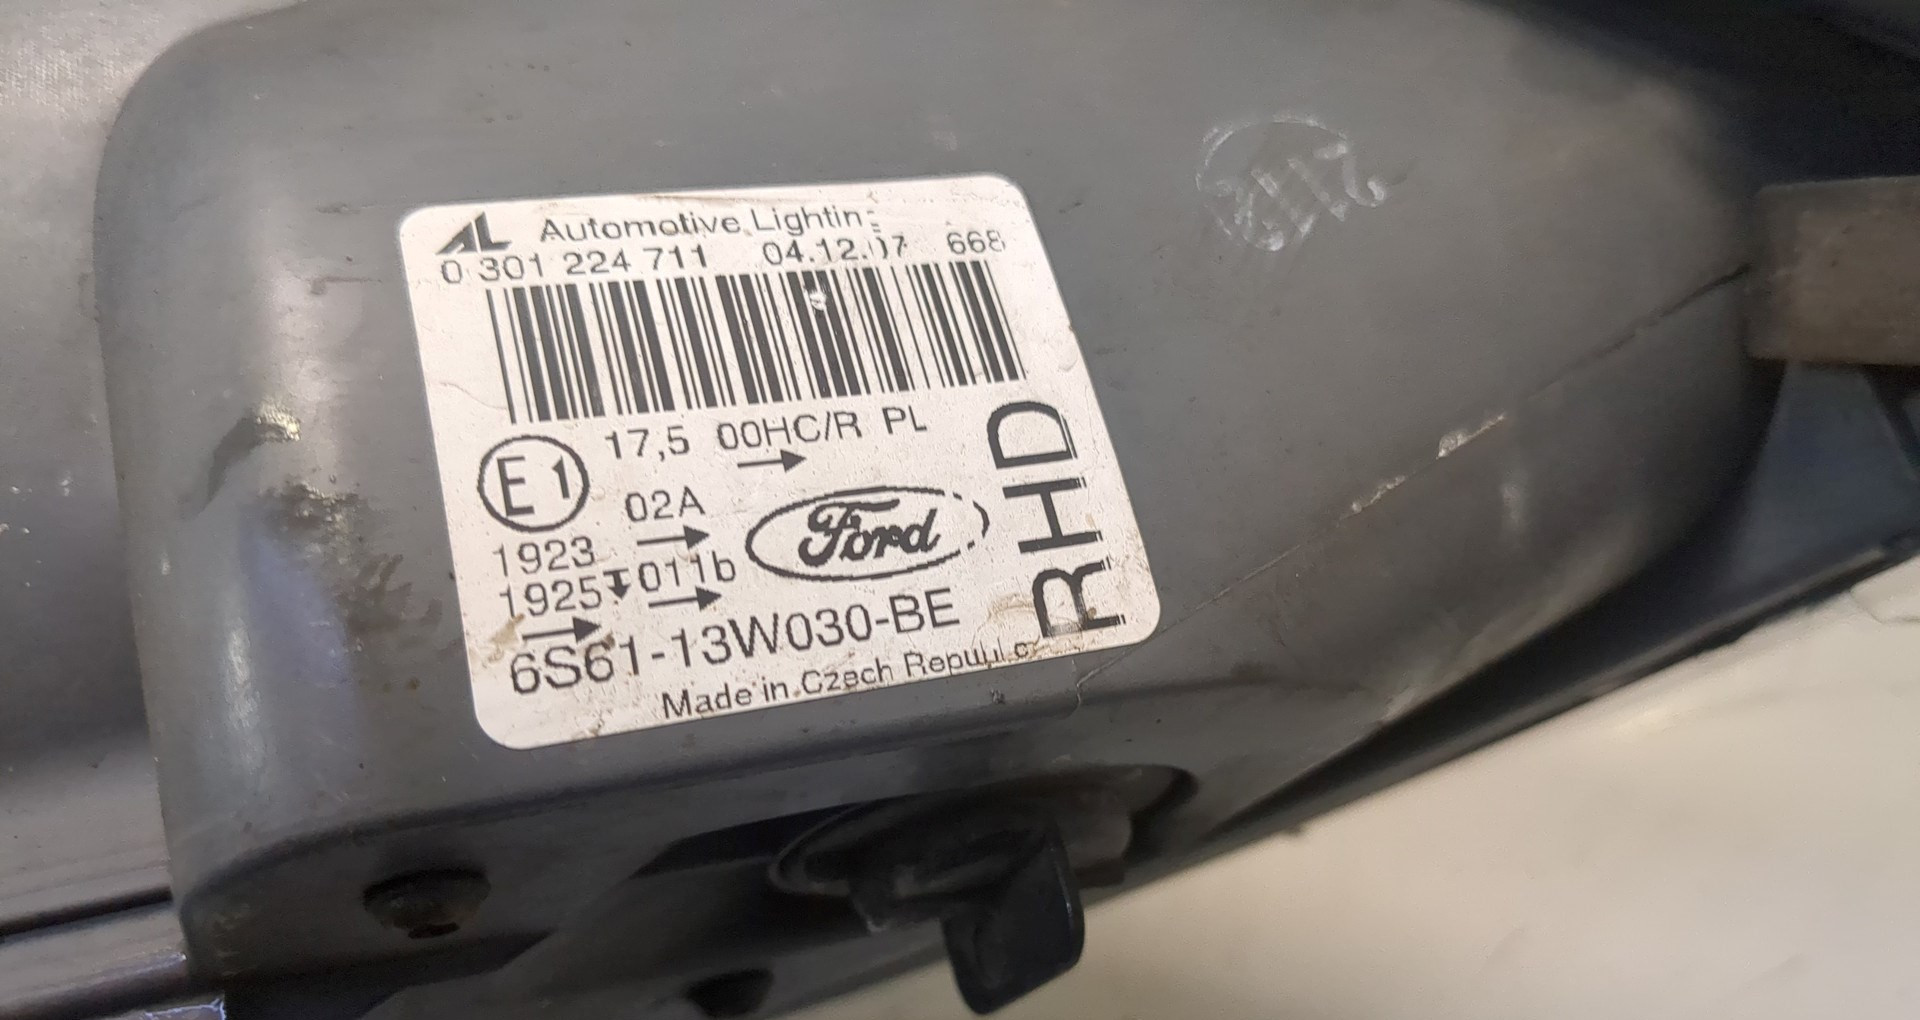 AL Automotive Lighting
0 301 224 711 04.12.07 668
E1 17,5 00HC/R PL
02A
1923
1925 011b
Ford
6S61-13W030-BE
Made in Czech Republic
RHD